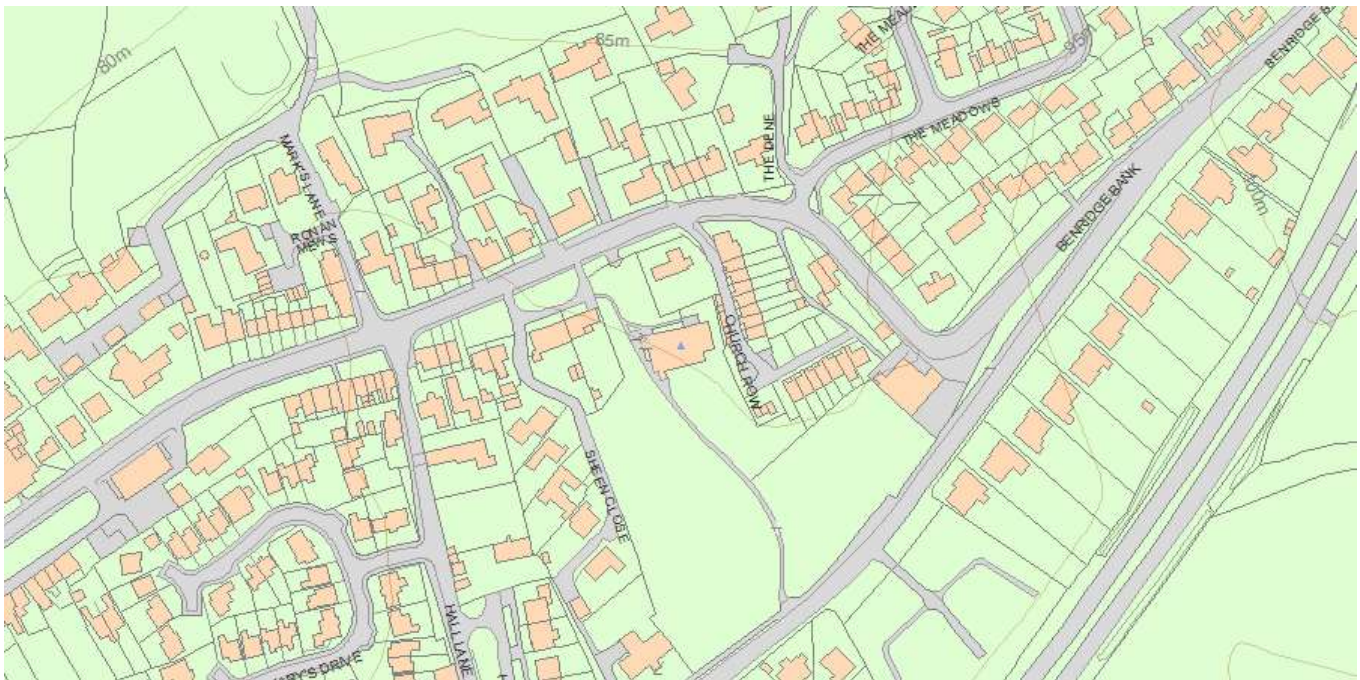 80m
85m
THE MEADOWS
95m
BENRIDGE BANK
MARK'S LANE
THE DENE
THE MEADOWS
RONAN
MEWS
BENRIDGE BANK
100m
CHURCH ROW
SHEEN CLOSE
HALL LANE